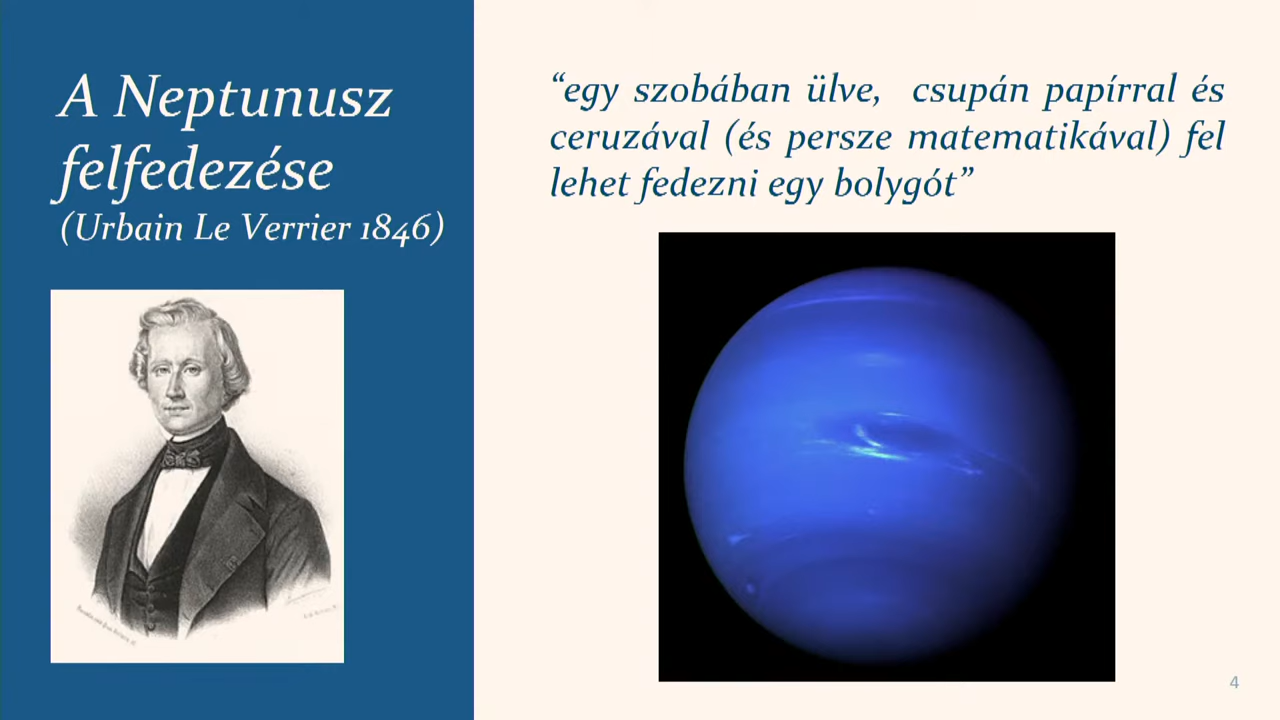 A Neptunusz
felfedezése
(Urbain Le Verrier 1846)
“egy szobában ülve, csupán papírral és
ceruzával (és persze matematikával) fel
lehet fedezni egy bolygót”
4